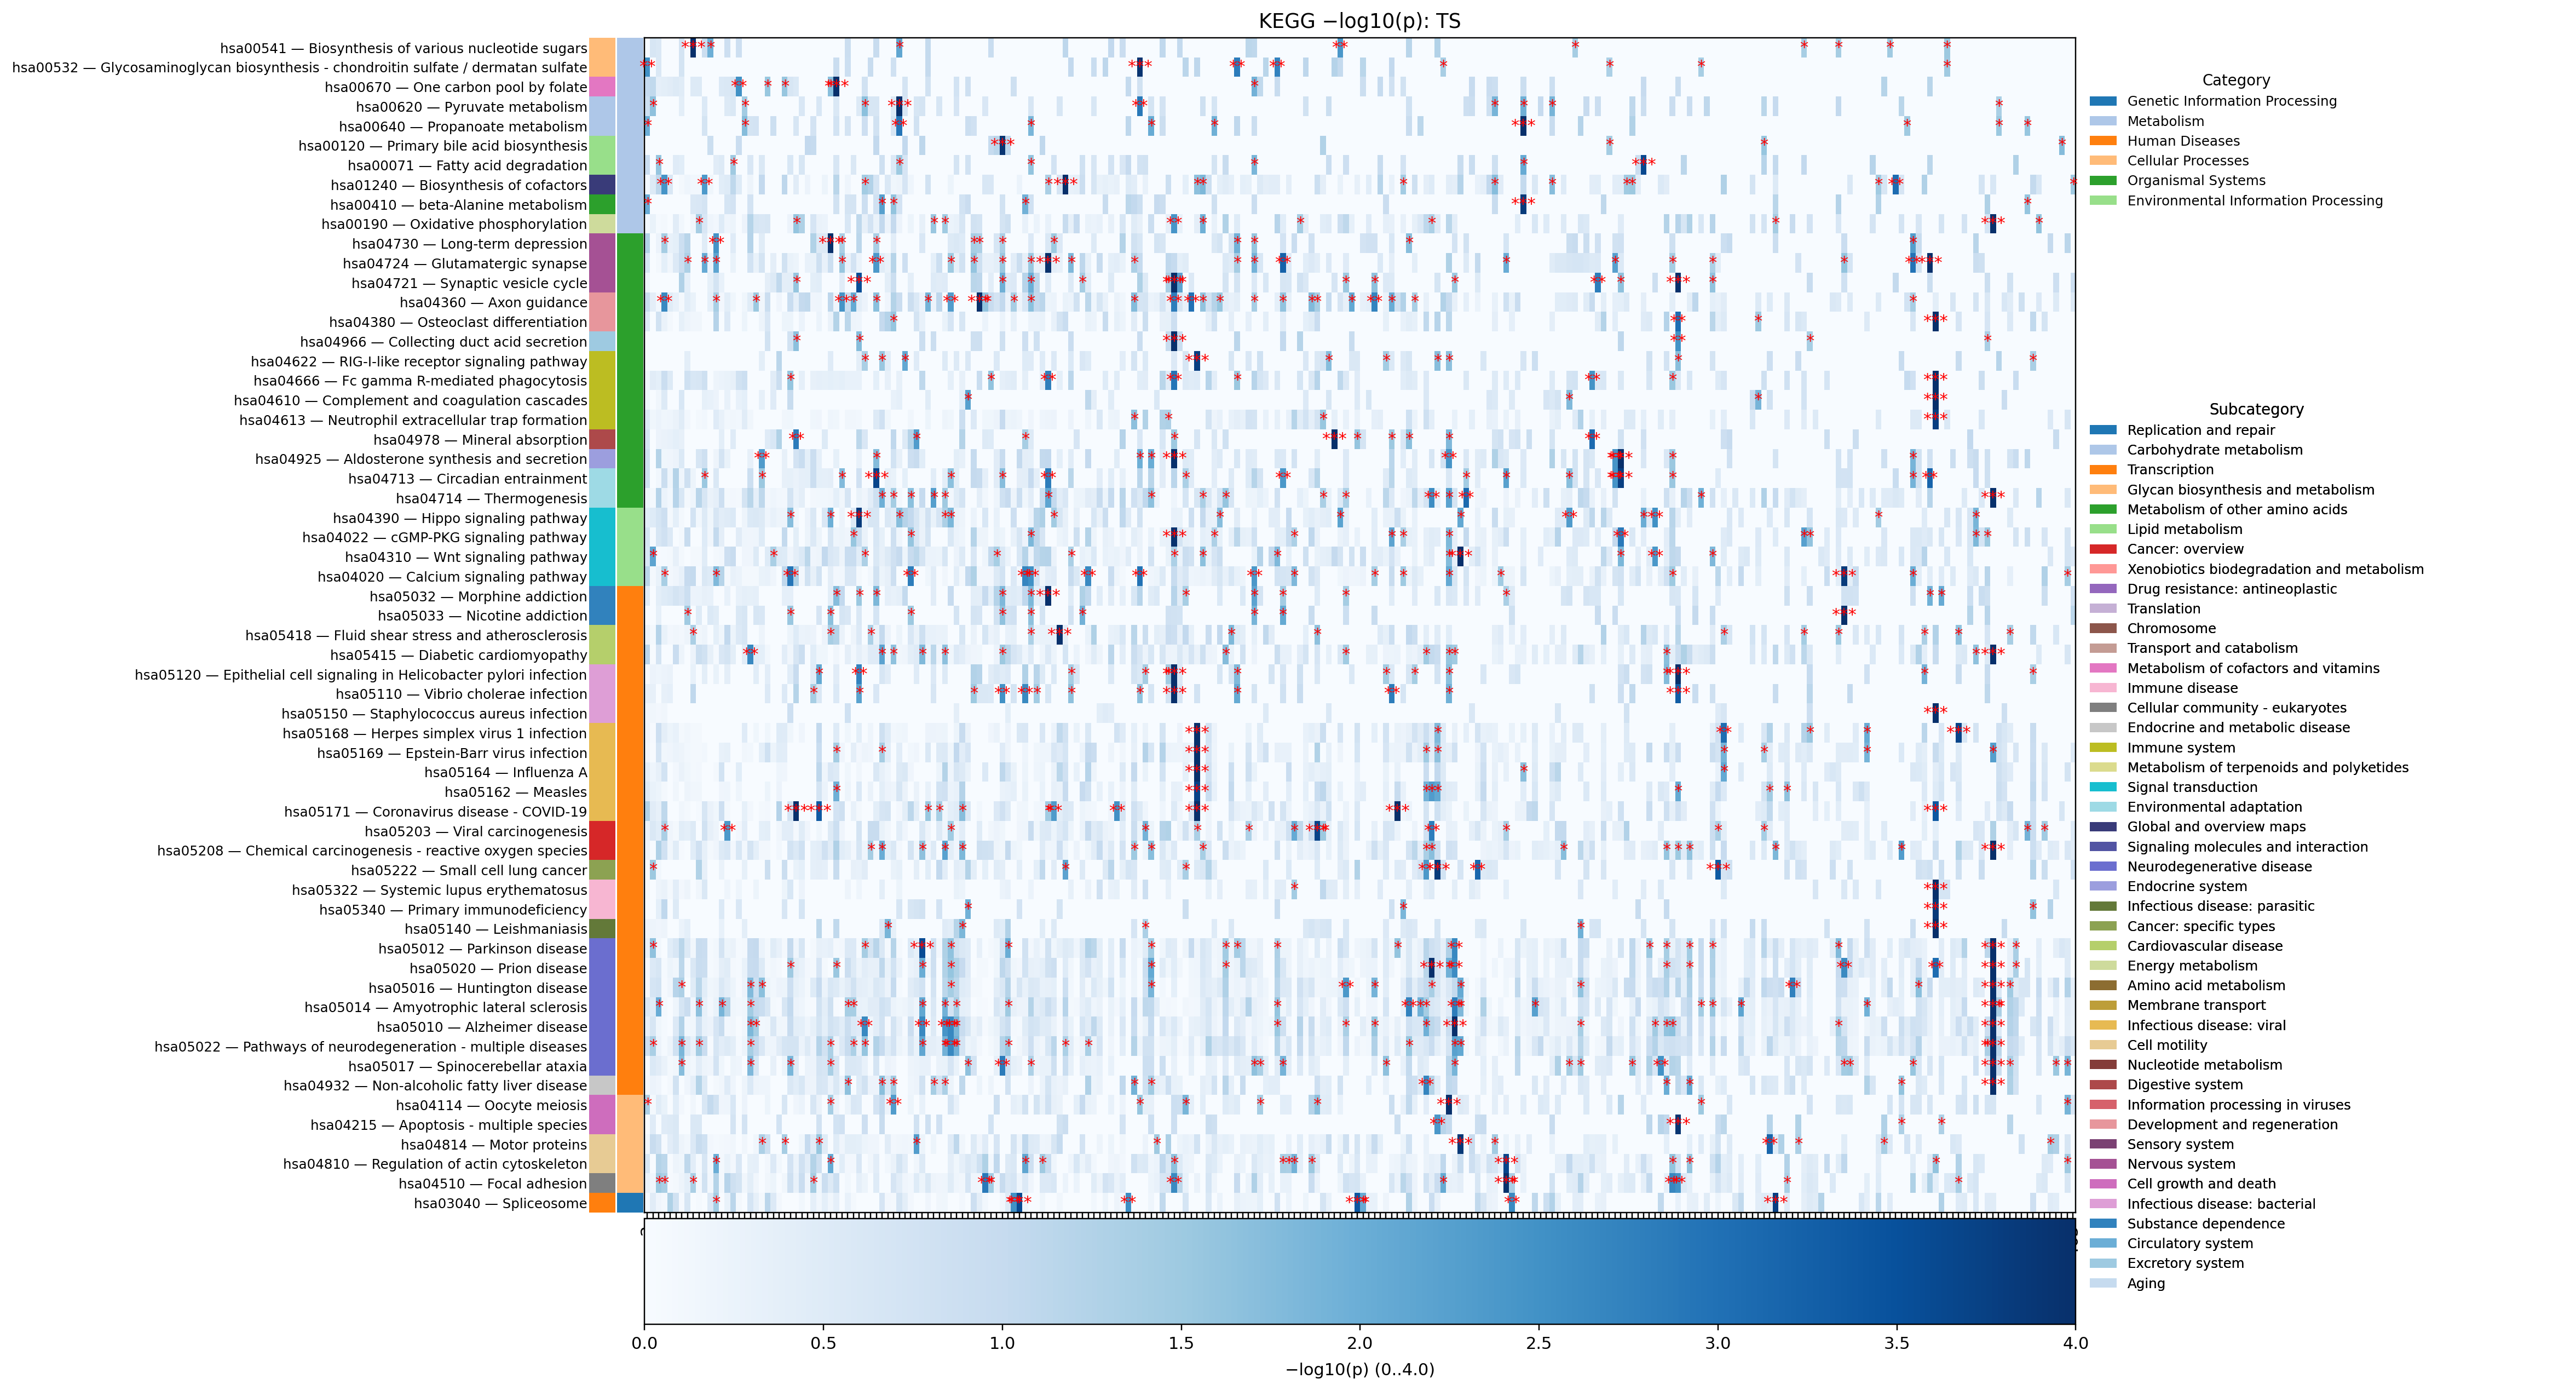 KEGG −log10(p): TS
hsa00541 — Biosynthesis of various nucleotide sugars
hsa00532 — Glycosaminoglycan biosynthesis - chondroitin sulfate / dermatan sulfate
hsa00670 — One carbon pool by folate
hsa00620 — Pyruvate metabolism
hsa00640 — Propanoate metabolism
hsa00120 — Primary bile acid biosynthesis
hsa00071 — Fatty acid degradation
hsa01240 — Biosynthesis of cofactors
hsa00410 — beta-Alanine metabolism
hsa00190 — Oxidative phosphorylation
hsa04730 — Long-term depression
hsa04724 — Glutamatergic synapse
hsa04721 — Synaptic vesicle cycle
hsa04360 — Axon guidance
hsa04380 — Osteoclast differentiation
hsa04966 — Collecting duct acid secretion
hsa04622 — RIG-I-like receptor signaling pathway
hsa04666 — Fc gamma R-mediated phagocytosis
hsa04610 — Complement and coagulation cascades
hsa04613 — Neutrophil extracellular trap formation
hsa04978 — Mineral absorption
hsa04925 — Aldosterone synthesis and secretion
hsa04713 — Circadian entrainment
hsa04714 — Thermogenesis
hsa04390 — Hippo signaling pathway
hsa04022 — cGMP-PKG signaling pathway
hsa04310 — Wnt signaling pathway
hsa04020 — Calcium signaling pathway
hsa05032 — Morphine addiction
hsa05033 — Nicotine addiction
hsa05418 — Fluid shear stress and atherosclerosis
hsa05415 — Diabetic cardiomyopathy
hsa05120 — Epithelial cell signaling in Helicobacter pylori infection
hsa05110 — Vibrio cholerae infection
hsa05150 — Staphylococcus aureus infection
hsa05168 — Herpes simplex virus 1 infection
hsa05169 — Epstein-Barr virus infection
hsa05164 — Influenza A
hsa05162 — Measles
hsa05171 — Coronavirus disease - COVID-19
hsa05203 — Viral carcinogenesis
hsa05208 — Chemical carcinogenesis - reactive oxygen species
hsa05222 — Small cell lung cancer
hsa05322 — Systemic lupus erythematosus
hsa05340 — Primary immunodeficiency
hsa05140 — Leishmaniasis
hsa05012 — Parkinson disease
hsa05020 — Prion disease
hsa05016 — Huntington disease
hsa05014 — Amyotrophic lateral sclerosis
hsa05010 — Alzheimer disease
hsa05022 — Pathways of neurodegeneration - multiple diseases
hsa05017 — Spinocerebellar ataxia
hsa04932 — Non-alcoholic fatty liver disease
hsa04114 — Oocyte meiosis
hsa04215 — Apoptosis - multiple species
hsa04814 — Motor proteins
hsa04810 — Regulation of actin cytoskeleton
hsa04510 — Focal adhesion
hsa03040 — Spliceosome
0.0 0.5 1.0 1.5 2.0 2.5 3.0 3.5 4.0
−log10(p) (0..4.0)
Category
Genetic Information Processing
Metabolism
Human Diseases
Cellular Processes
Organismal Systems
Environmental Information Processing
Subcategory
Replication and repair
Carbohydrate metabolism
Transcription
Glycan biosynthesis and metabolism
Metabolism of other amino acids
Lipid metabolism
Cancer: overview
Xenobiotics biodegradation and metabolism
Drug resistance: antineoplastic
Translation
Chromosome
Transport and catabolism
Metabolism of cofactors and vitamins
Immune disease
Cellular community - eukaryotes
Endocrine and metabolic disease
Immune system
Metabolism of terpenoids and polyketides
Signal transduction
Environmental adaptation
Global and overview maps
Signaling molecules and interaction
Neurodegenerative disease
Endocrine system
Infectious disease: parasitic
Cancer: specific types
Cardiovascular disease
Energy metabolism
Amino acid metabolism
Membrane transport
Infectious disease: viral
Cell motility
Nucleotide metabolism
Digestive system
Information processing in viruses
Development and regeneration
Sensory system
Nervous system
Cell growth and death
Infectious disease: bacterial
Substance dependence
Circulatory system
Excretory system
Aging